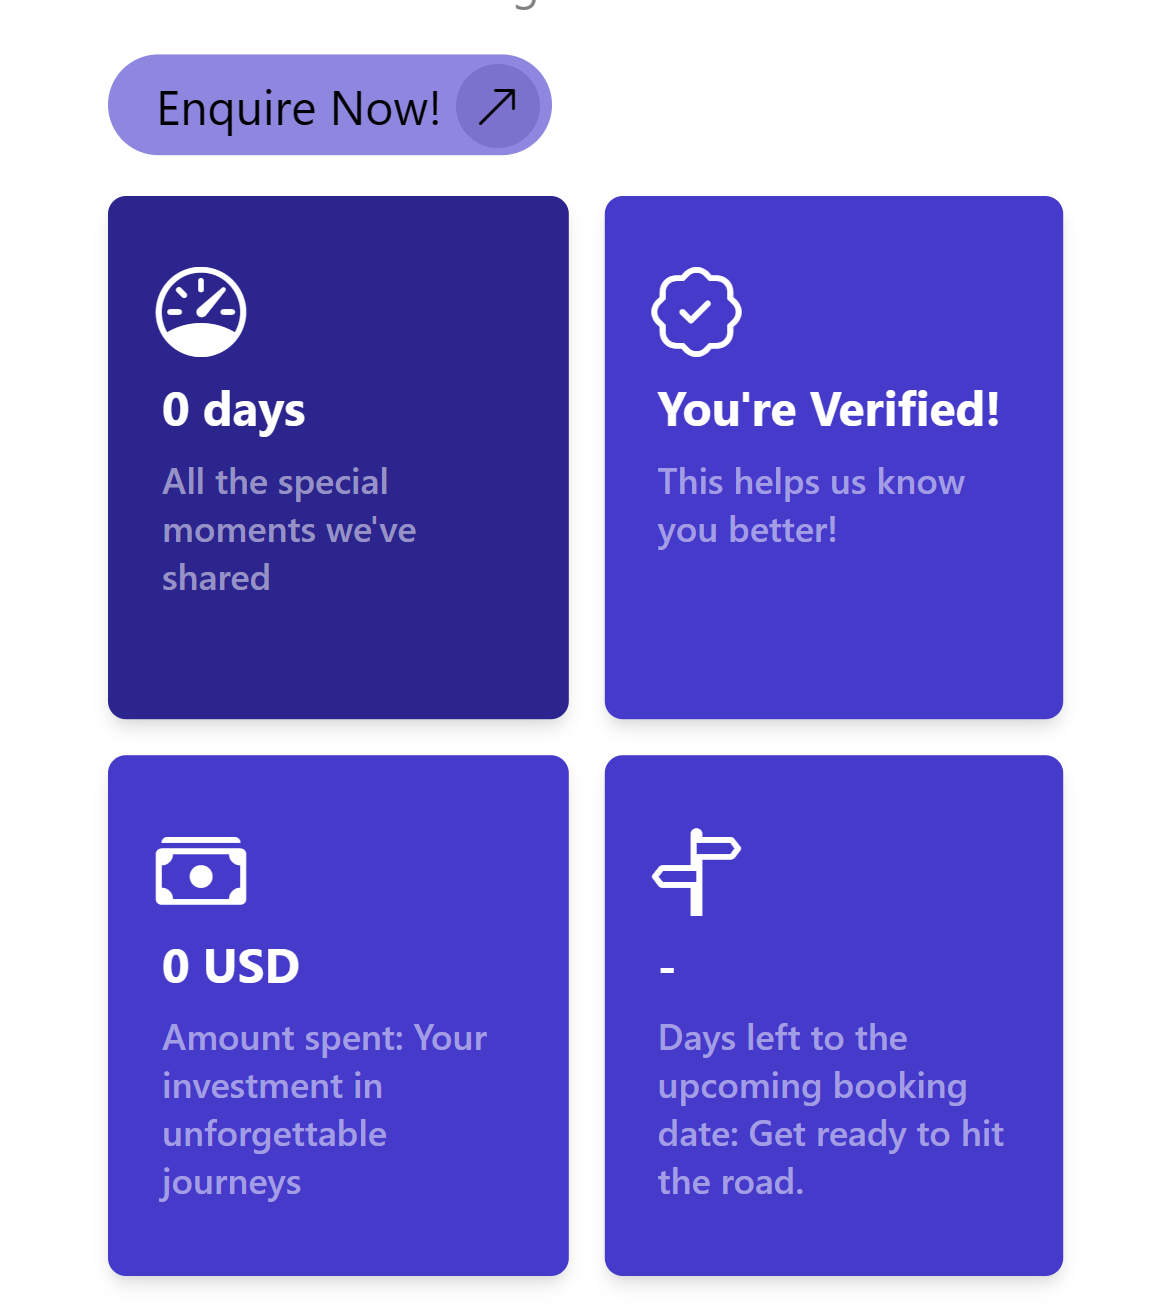 Enquire Now!
0 days
All the special
moments we've
shared
You're Verified!
This helps us know
you better!
0 USD
Amount spent: Your
investment in
unforgettable
journeys
-
Days left to the
upcoming booking
date: Get ready to hit
the road.